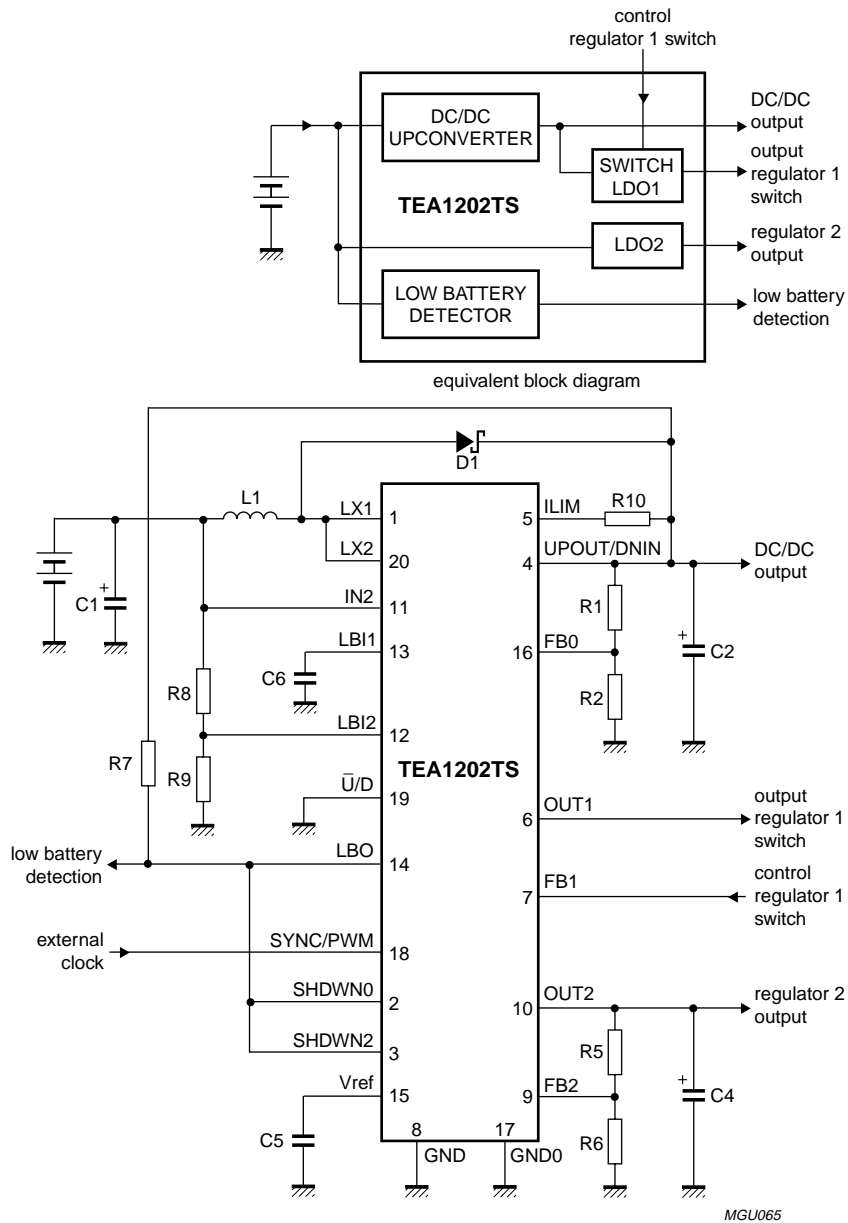 control
regulator 1 switch
DC/DC
UPCONVERTER
DC/DC
output
SWITCH
LDO1
output
regulator 1
switch
TEA1202TS
LDO2
regulator 2
output
LOW BATTERY
DETECTOR
low battery
detection
equivalent block diagram
D1
L1
LX1
1
ILIM
5
R10
LX2
20
UPOUT/DNIN
4
DC/DC
output
C1
+
IN2
11
R1
C2
+
LBI1
13
C6
FB0
16
R8
R2
LBI2
12
R7
R9
TEA1202TS
U̅/D
19
OUT1
6
output
regulator 1
switch
low battery
detection
LBO
14
FB1
7
control
regulator 1
switch
external
clock
SYNC/PWM
18
SHDWN0
2
OUT2
10
regulator 2
output
SHDWN2
3
R5
C4
+
Vref
15
FB2
9
C5
R6
8
GND
17
GND0
MGU065